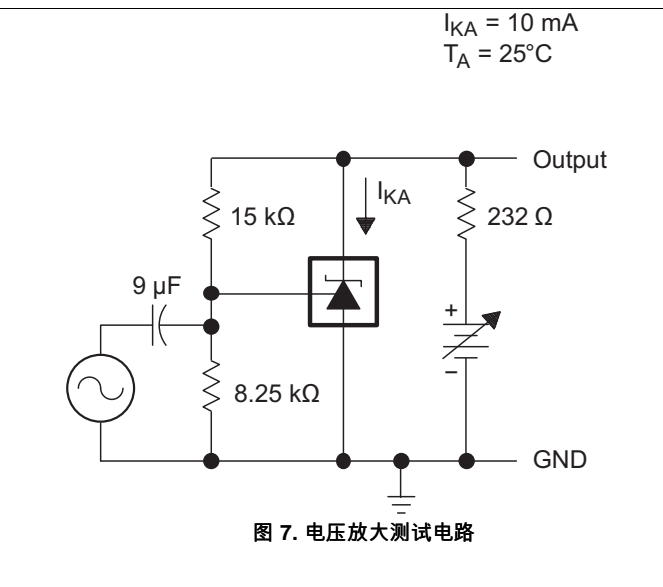 I_KA = 10 mA
T_A = 25°C
Output
I_KA
15 kΩ
232 Ω
9 µF
+
−
8.25 kΩ
GND
图 7. 电压放大测试电路